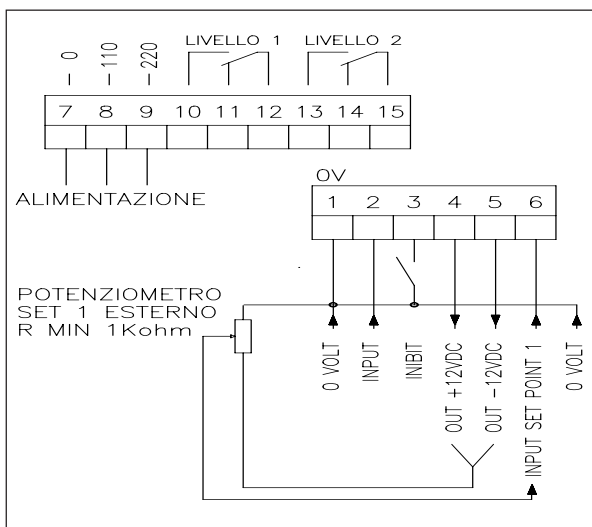 - 0
-110
-220
LIVELLO 1
LIVELLO 2
7 8 9 10 11 12 13 14 15
ALIMENTAZIONE
0V
1 2 3 4 5 6
POTENZIOMETRO
SET 1 ESTERNO
R MIN 1Kohm
0 VOLT
INPUT
INIBIT
OUT +12VDC
OUT -12VDC
INPUT SET POINT 1
0 VOLT